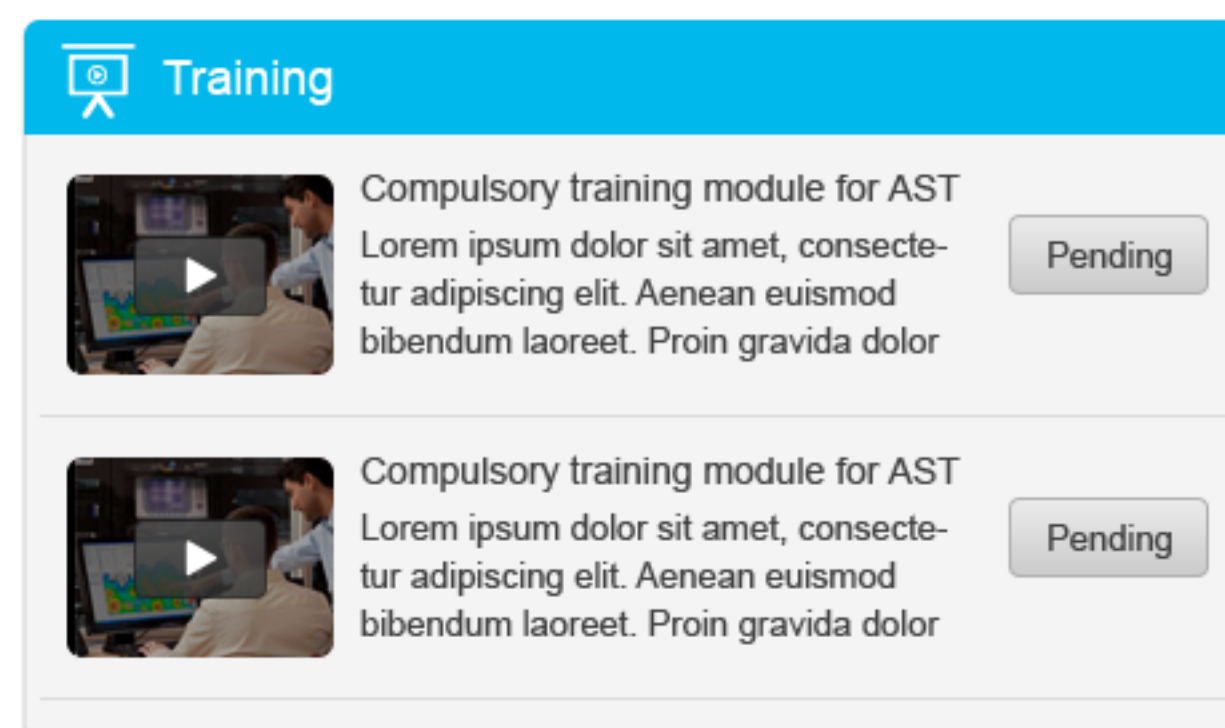 Training
Compulsory training module for AST
Lorem ipsum dolor sit amet, consecte-
tur adipiscing elit. Aenean euismod
bibendum laoreet. Proin gravida dolor
Pending
Compulsory training module for AST
Lorem ipsum dolor sit amet, consecte-
tur adipiscing elit. Aenean euismod
bibendum laoreet. Proin gravida dolor
Pending